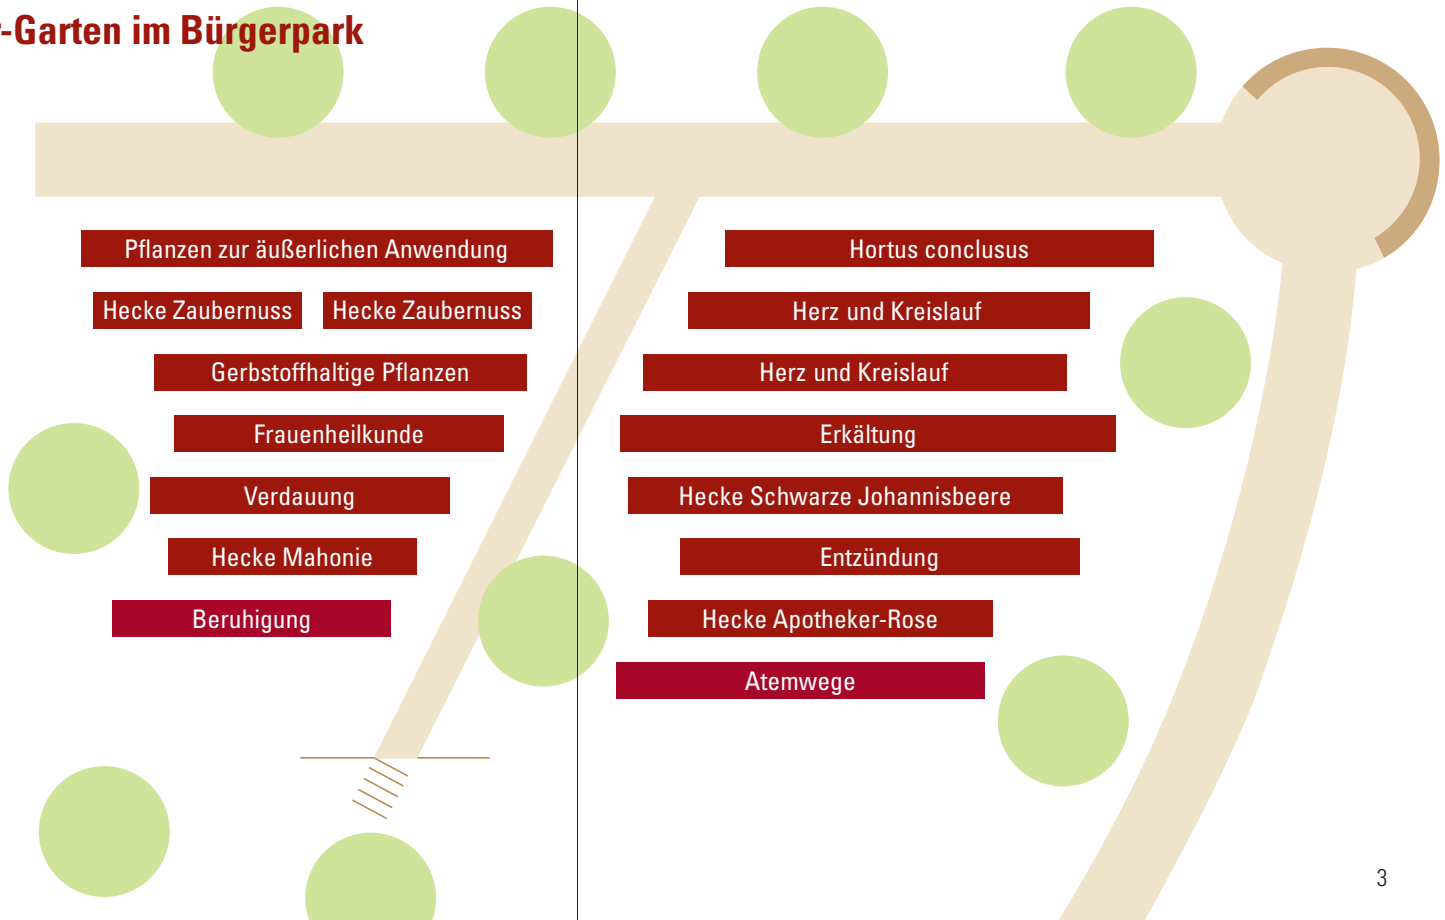 -Garten im Bürgerpark
Pflanzen zur äußerlichen Anwendung
Hecke Zaubernuss
Hecke Zaubernuss
Gerbstoffhaltige Pflanzen
Frauenheilkunde
Verdauung
Hecke Mahonie
Beruhigung
Hortus conclusus
Herz und Kreislauf
Herz und Kreislauf
Erkältung
Hecke Schwarze Johannisbeere
Entzündung
Hecke Apotheker-Rose
Atemwege
3